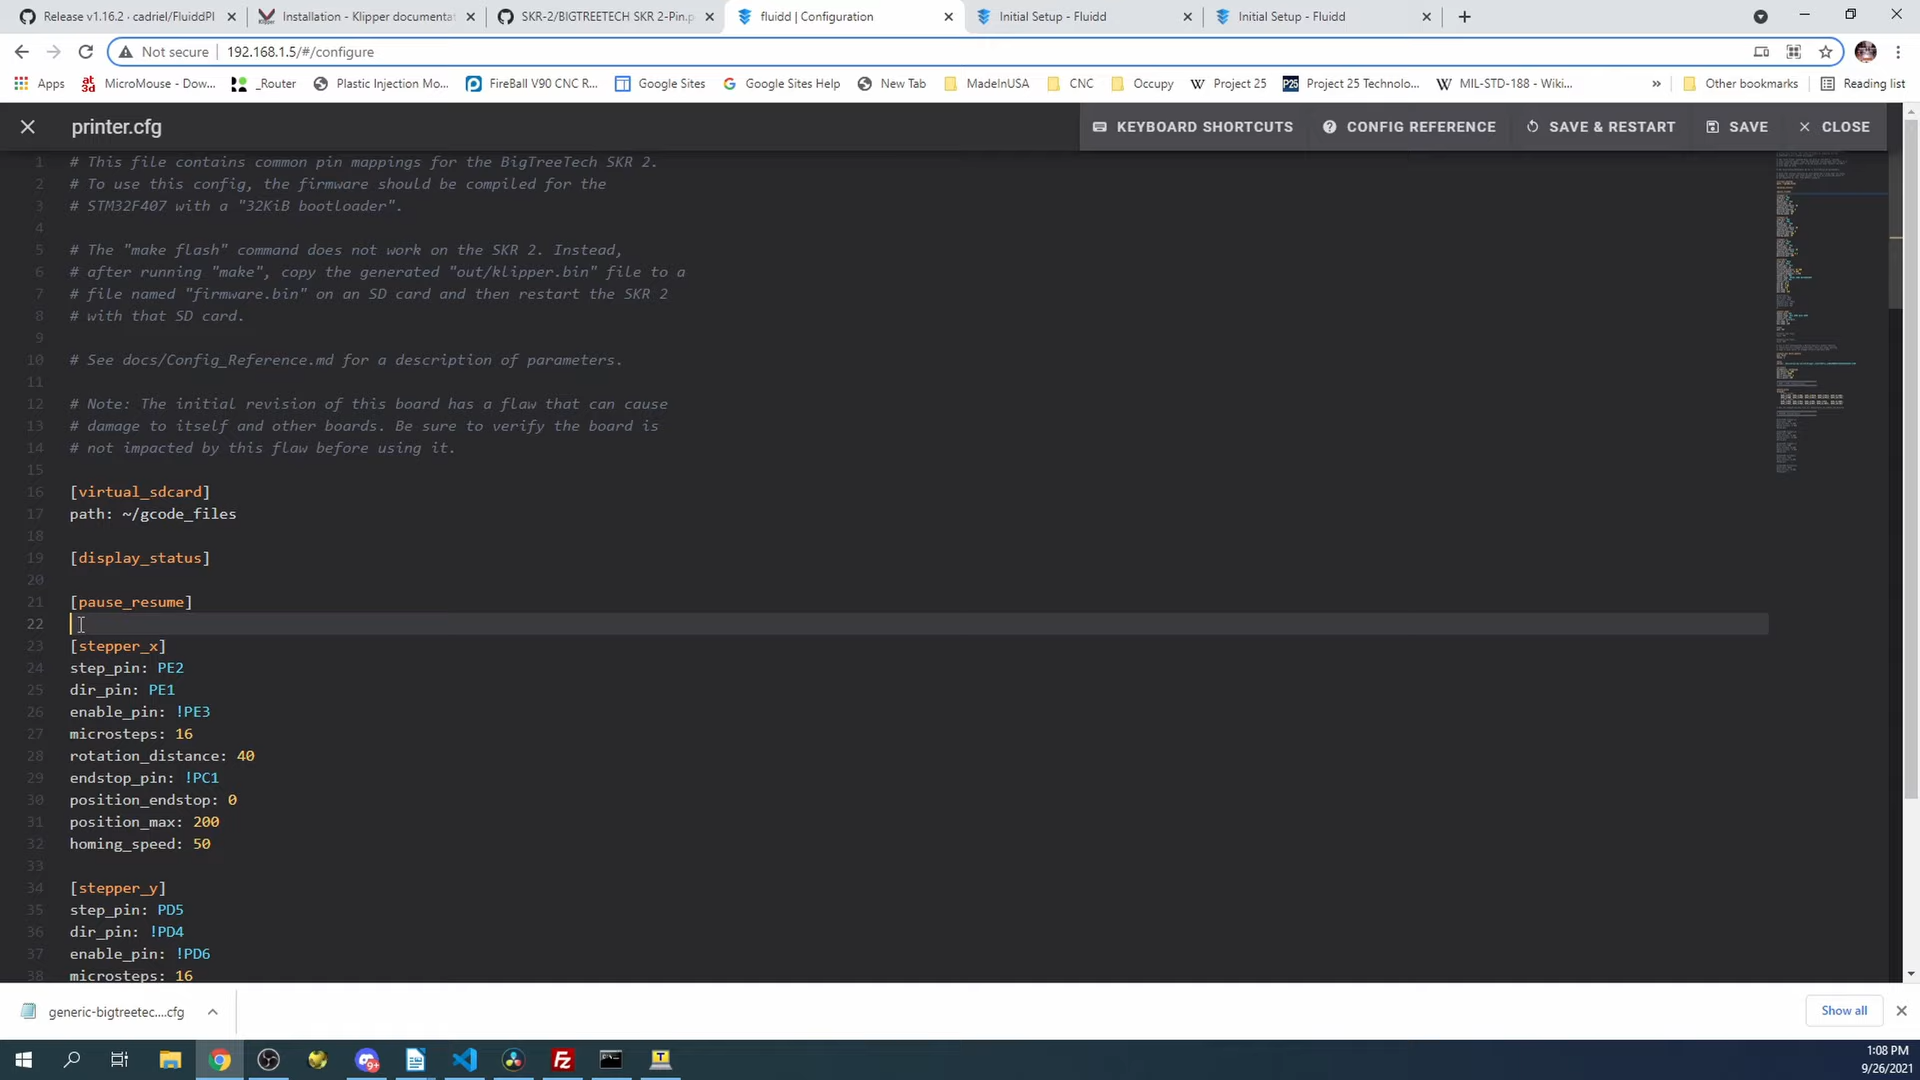 Release v1.16.2 - cadriel/FluiddPI
Installation - Klipper documentat
SKR-2/BIGTREETECH SKR 2-Pin.p
fluidd | Configuration
Initial Setup - Fluidd
Initial Setup - Fluidd
Not secure
192.168.1.5/#/configure
Apps
MicroMouse - Dow...
_Router
Plastic Injection Mo...
FireBall V90 CNC R...
Google Sites
Google Sites Help
New Tab
MadeInUSA
CNC
Occupy
Project 25
Project 25 Technolo...
MIL-STD-188 - Wiki...
»
Other bookmarks
Reading list
printer.cfg
KEYBOARD SHORTCUTS
CONFIG REFERENCE
SAVE & RESTART
SAVE
CLOSE
1 # This file contains common pin mappings for the BigTreeTech SKR 2.
2 # To use this config, the firmware should be compiled for the
3 # STM32F407 with a "32KiB bootloader".
4
5 # The "make flash" command does not work on the SKR 2. Instead,
6 # after running "make", copy the generated "out/klipper.bin" file to a
7 # file named "firmware.bin" on an SD card and then restart the SKR 2
8 # with that SD card.
9
10 # See docs/Config_Reference.md for a description of parameters.
11
12 # Note: The initial revision of this board has a flaw that can cause
13 # damage to itself and other boards. Be sure to verify the board is
14 # not impacted by this flaw before using it.
15
16 [virtual_sdcard]
17 path: ~/gcode_files
18
19 [display_status]
20
21 [pause_resume]
22
23 [stepper_x]
24 step_pin: PE2
25 dir_pin: PE1
26 enable_pin: !PE3
27 microsteps: 16
28 rotation_distance: 40
29 endstop_pin: !PC1
30 position_endstop: 0
31 position_max: 200
32 homing_speed: 50
33
34 [stepper_y]
35 step_pin: PD5
36 dir_pin: !PD4
37 enable_pin: !PD6
38 microsteps: 16
generic-bigtreetec....cfg
Show all
9+
1:08 PM
9/26/2021